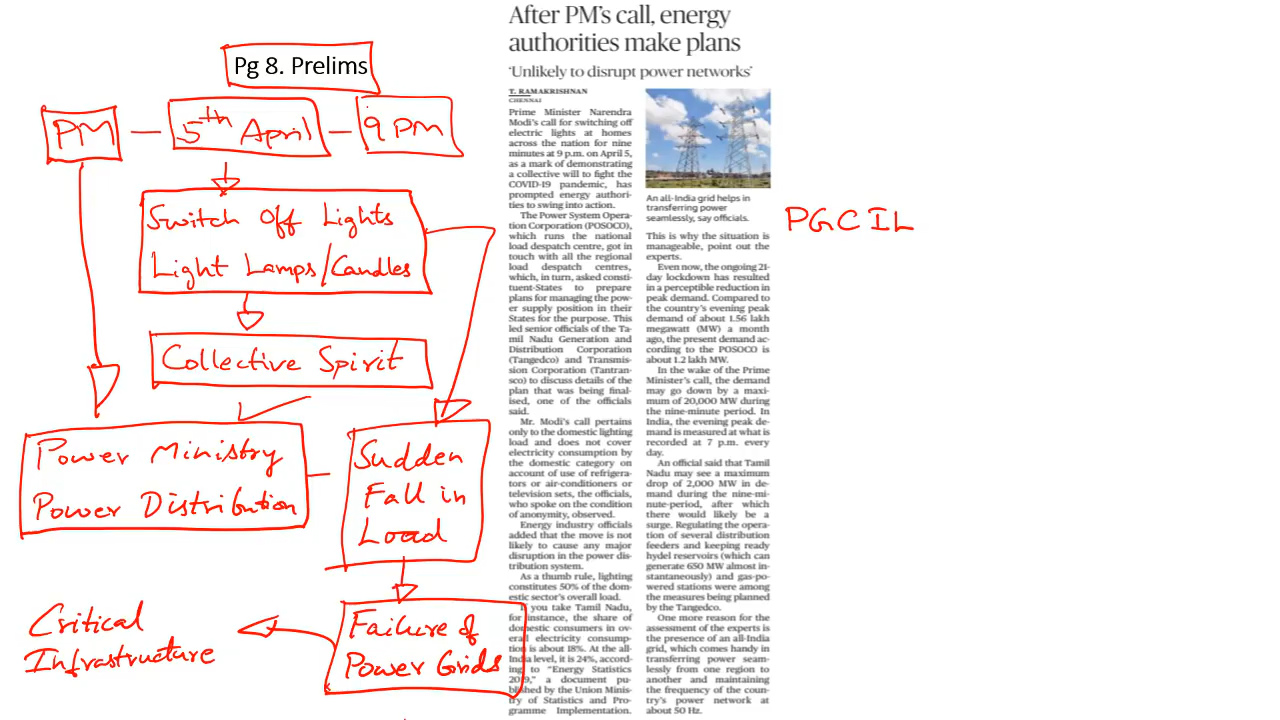 Pg 8. Prelims
PM - 5th April - 9 PM
Switch Off Lights
Light Lamps/Candles
Collective Spirit
Power Ministry
Power Distribution
Sudden
Fall in
Load
Failure of
Power Grids
Critical
Infrastructure
After PM's call, energy
authorities make plans
'Unlikely to disrupt power networks'
T. RAMAKRISHNAN
CHENNAI
Prime Minister Narendra
Modi's call for switching off
electric lights at homes
across the nation for nine
minutes at 9 p.m. on April 5,
as a mark of demonstrating
a collective will to fight the
COVID-19 pandemic, has
prompted energy authori-
ties to swing into action.
The Power System Opera-
tion Corporation (POSOCO),
which runs the national
load despatch centre, got in
touch with all the regional
load despatch centres,
which, in turn, asked consti-
tuent-States to prepare
plans for managing the pow-
er supply position in their
States for the purpose. This
led senior officials of the Ta-
mil Nadu Generation and
Distribution Corporation
(Tangedco) and Transmis-
sion Corporation (Tantran-
sco) to discuss details of the
plan that was being final-
ised, one of the officials
said.
Mr. Modi's call pertains
only to the domestic lighting
load and does not cover
electricity consumption by
the domestic category on
account of use of refrigera-
tors or air-conditioners or
television sets, the officials,
who spoke on the condition
of anonymity, observed.
Energy industry officials
added that the move is not
likely to cause any major
disruption in the power dis-
tribution system.
As a thumb rule, lighting
constitutes 50% of the dom-
estic sector's overall load.
If you take Tamil Nadu,
for instance, the share of
domestic consumers in ov-
erall electricity consump-
tion is about 18%. At the all-
India level, it is 24%, accord-
ing to "Energy Statistics
2019," a document pu-
blished by the Union Minis-
try of Statistics and Pro-
gramme Implementation.
An all-India grid helps in
transferring power
seamlessly, say officials.
This is why the situation is
manageable, point out the
experts.
Even now, the ongoing 21-
day lockdown has resulted
in a perceptible reduction in
peak demand. Compared to
the country's evening peak
demand of about 1.56 lakh
megawatt (MW) a month
ago, the present demand ac-
cording to the POSOCO is
about 1.2 lakh MW.
In the wake of the Prime
Minister's call, the demand
may go down by a maxi-
mum of 20,000 MW during
the nine-minute period. In
India, the evening peak de-
mand is measured at what is
recorded at 7 p.m. every
day.
An official said that Tamil
Nadu may see a maximum
drop of 2,000 MW in de-
mand during the nine-mi-
nute-period, after which
there would likely be a
surge. Regulating the opera-
tion of several distribution
feeders and keeping ready
hydel reservoirs (which can
generate 650 MW almost in-
stantaneously) and gas-po-
wered stations were among
the measures being planned
by the Tangedco.
One more reason for the
assessment of the experts is
the presence of an all-India
grid, which comes handy in
transferring power seam-
lessly from one region to
another and maintaining
the frequency of the coun-
try's power network at
about 50 Hz.
PGCIL